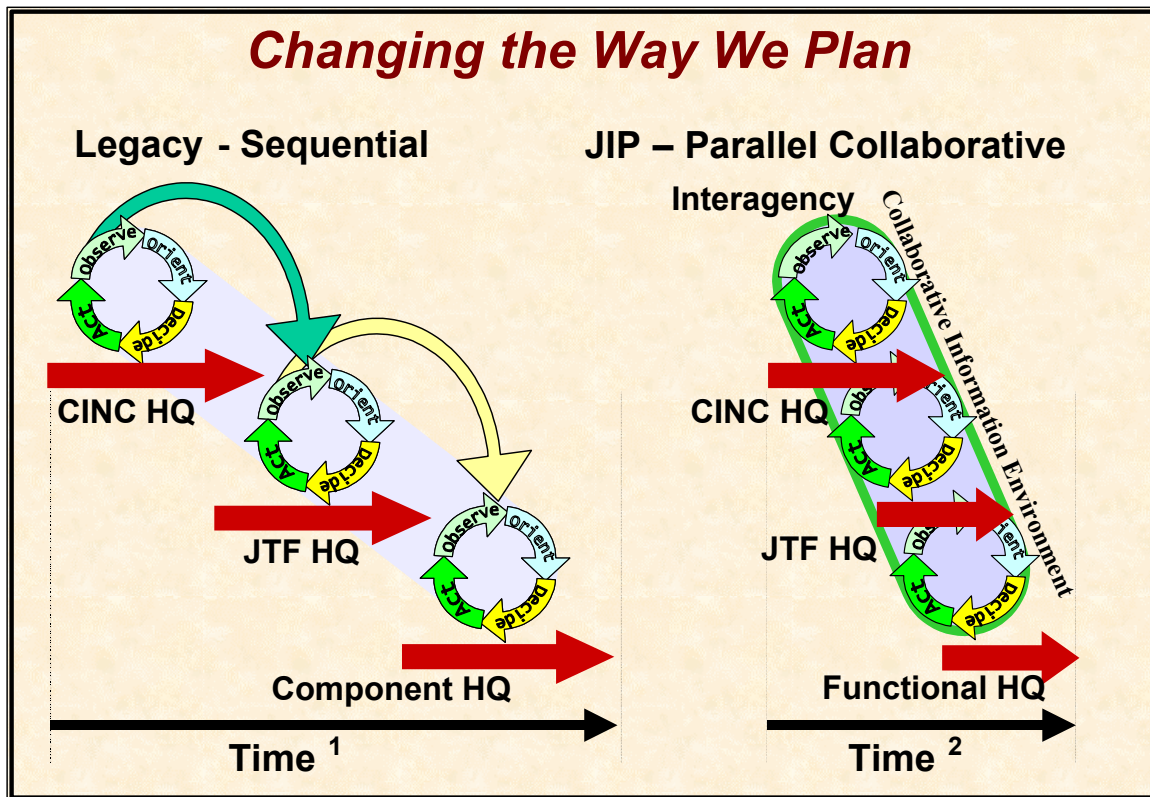 Changing the Way We Plan
Legacy - Sequential
observe
Orient
Decide
Act
CINC HQ
observe
Orient
Decide
Act
JTF HQ
observe
Orient
Decide
Act
Component HQ
Time 1
JIP – Parallel Collaborative
Interagency
Collaborative Information Environment
observe
Orient
Decide
Act
CINC HQ
Decide
Act
JTF HQ
Decide
Act
Functional HQ
Time 2